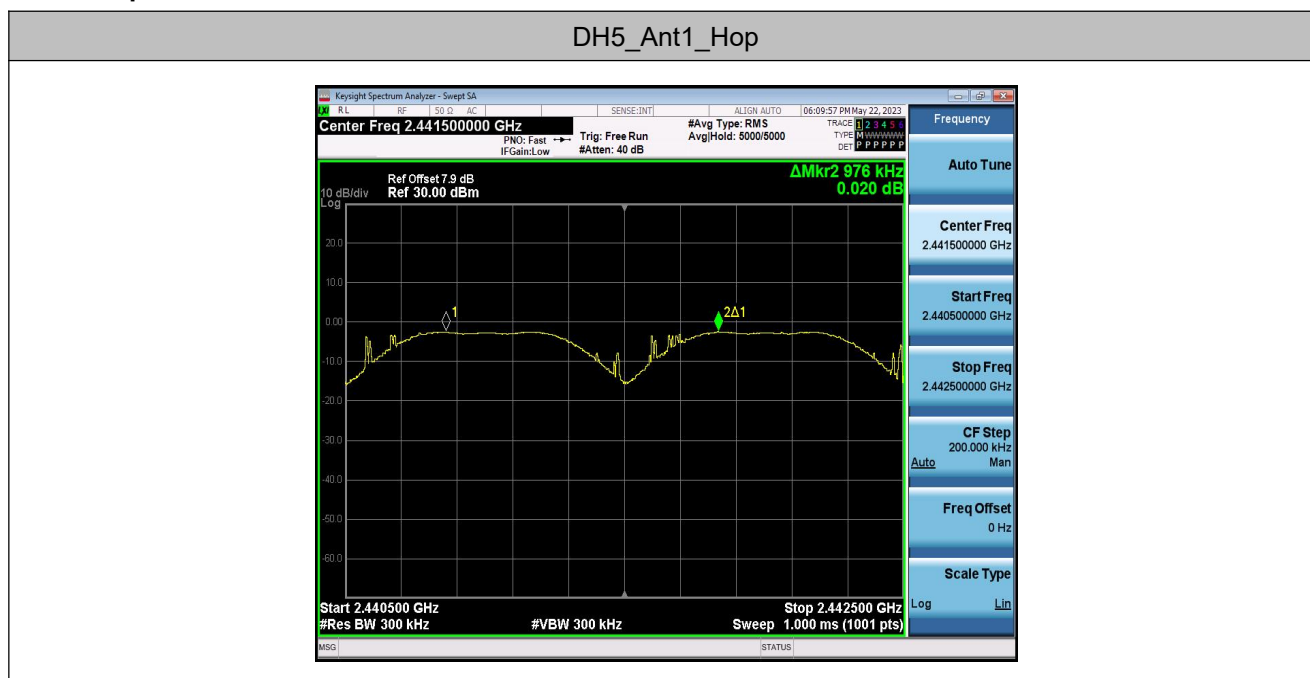 DH5_Ant1_Hop
Keysight Spectrum Analyzer - Swept SA
RL RF 50 Ω AC SENSE:INT ALIGN AUTO 06:09:57 PM May 22, 2023
Center Freq 2.441500000 GHz
PNO: Fast
IFGain:Low
Trig: Free Run
#Atten: 40 dB
#Avg Type: RMS
Avg|Hold: 5000/5000
TRACE 1 2 3 4 5 6
TYPE M WWWWW
DET P P P P P P
Frequency
Auto Tune
Center Freq
2.441500000 GHz
Start Freq
2.440500000 GHz
Stop Freq
2.442500000 GHz
CF Step
200.000 kHz
Auto Man
Freq Offset
0 Hz
Scale Type
Log Lin
ΔMkr2 976 kHz
0.020 dB
Ref Offset 7.9 dB
10 dB/div Ref 30.00 dBm
Log
20.0
10.0
0.00
-10.0
-20.0
-30.0
-40.0
-50.0
-60.0
1
2Δ1
Start 2.440500 GHz Stop 2.442500 GHz
#Res BW 300 kHz #VBW 300 kHz Sweep 1.000 ms (1001 pts)
MSG STATUS